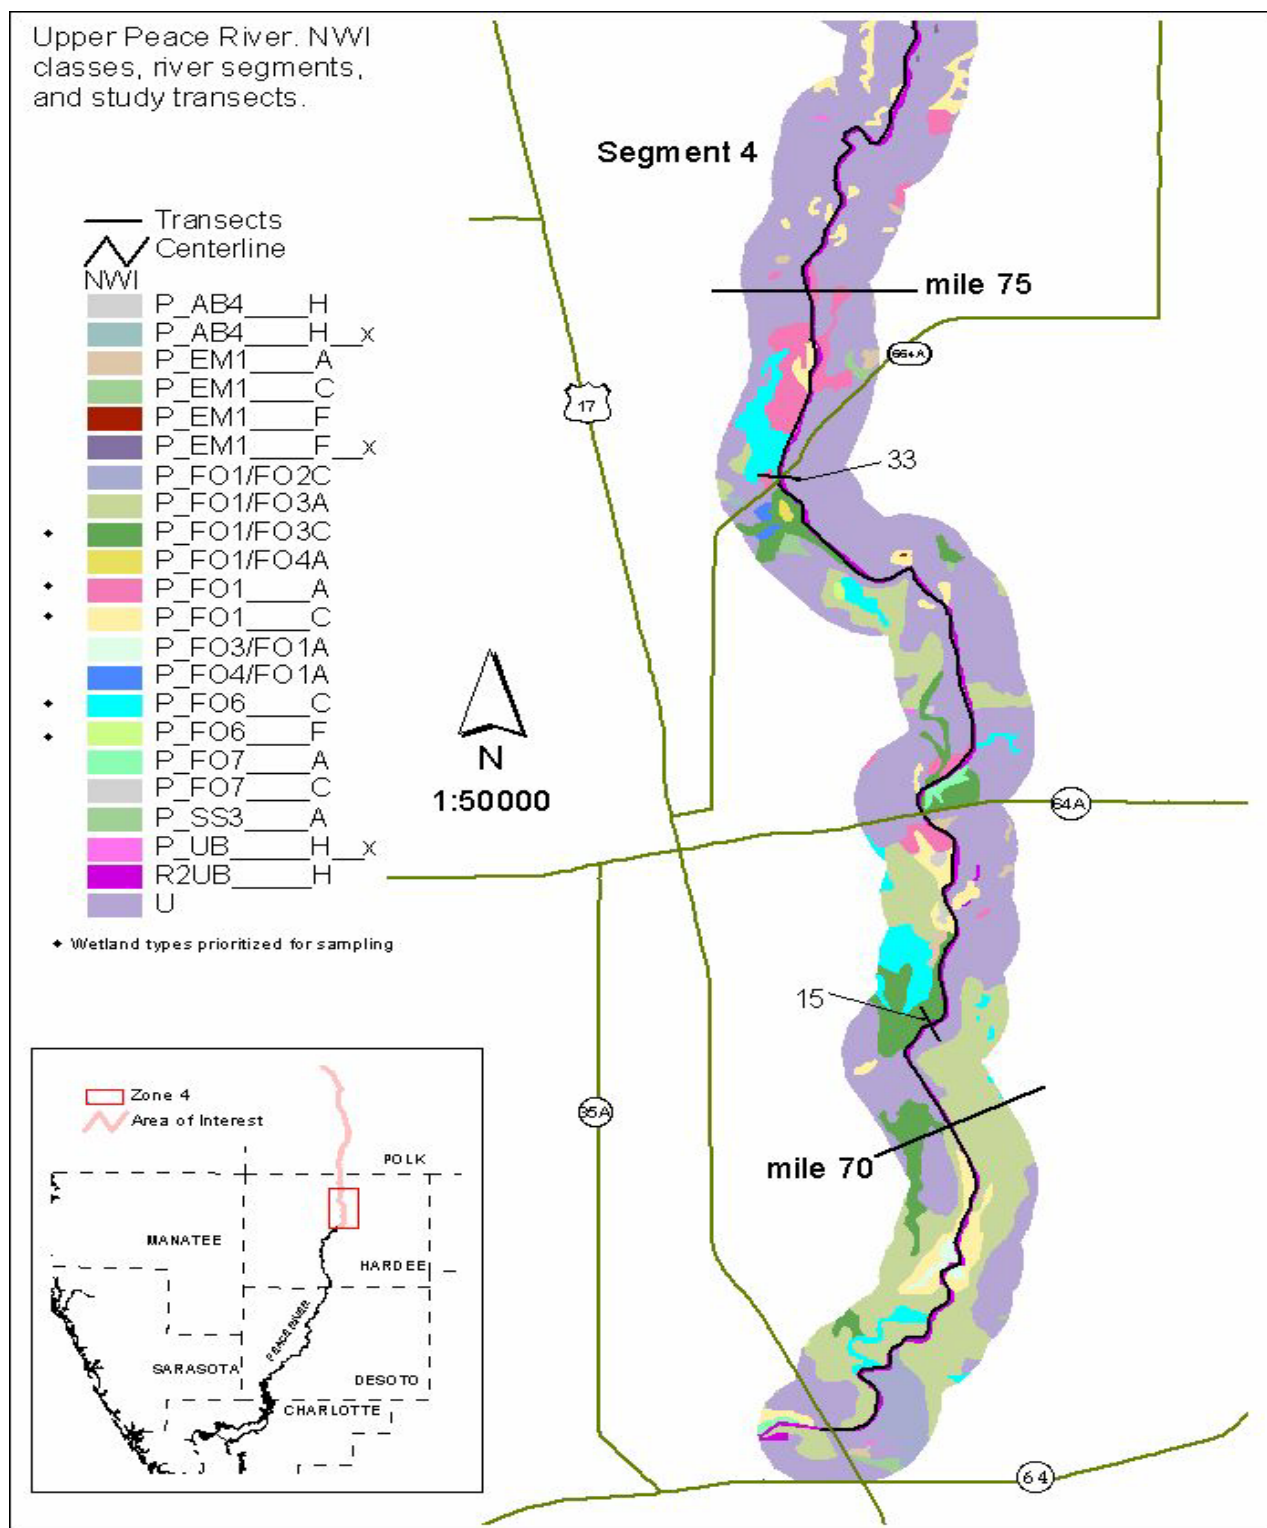 Upper Peace River. NWI
classes, river segments,
and study transects.
Segment 4
Transects
Centerline
NWI
P_AB4____H
P_AB4____H__x
P_EM1____A
P_EM1____C
P_EM1____F
P_EM1____F__x
P_FO1/FO2C
P_FO1/FO3A
P_FO1/FO3C
P_FO1/FO4A
P_FO1____A
P_FO1____C
P_FO3/FO1A
P_FO4/FO1A
P_FO6____C
P_FO6____F
P_FO7____A
P_FO7____C
P_SS3____A
P_UB_____H__x
R2UB_____H
U
◆ Wetland types prioritized for sampling
mile 75
664A
17
33
N
1:50000
64A
15
35A
mile 70
64
Zone 4
Area of Interest
POLK
MANATEE
HARDEE
PEACE RIVER
SARASOTA
DESOTO
CHARLOTTE